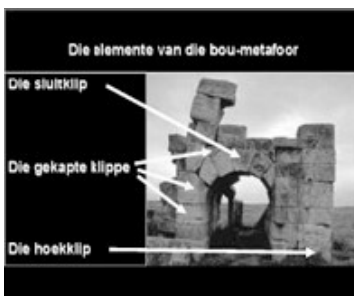 Die elemente van die bou-metafoor
Die sluitklip
Die gekapte klippe
Die hoekklip